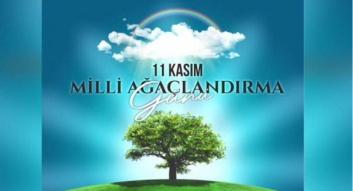 11 KASIM
MİLLİ AĞAÇLANDIRMA
Günü